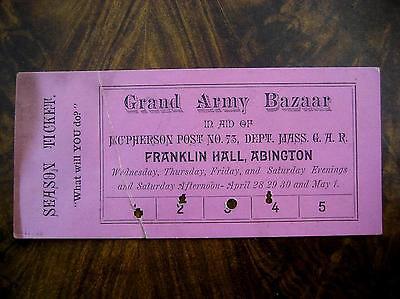 SEASON TICKET.
"What will YOU do?"
Grand Army Bazaar
IN AID OF
McPHERSON POST NO. 73, DEPT. MASS. G. A. R.
FRANKLIN HALL, ABINGTON
Wednesday, Thursday, Friday, and Saturday Evenings
and Saturday Afternoon - April 28 29 30 and May 1.
2 3 4 5